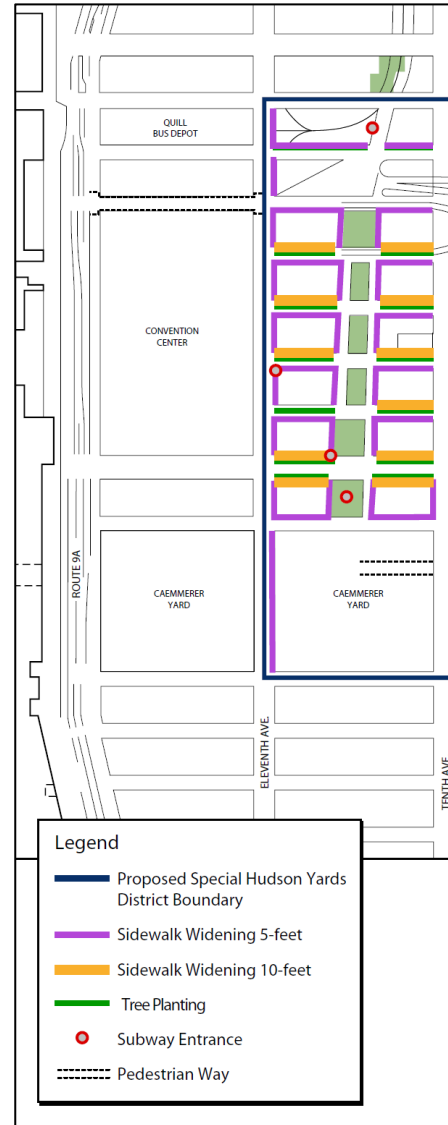 QUILL
BUS DEPOT
CONVENTION
CENTER
ROUTE 9A
CAEMMERER
YARD
CAEMMERER
YARD
ELEVENTH AVE.
TENTH AVE.
Legend
Proposed Special Hudson Yards
District Boundary
Sidewalk Widening 5-feet
Sidewalk Widening 10-feet
Tree Planting
Subway Entrance
Pedestrian Way